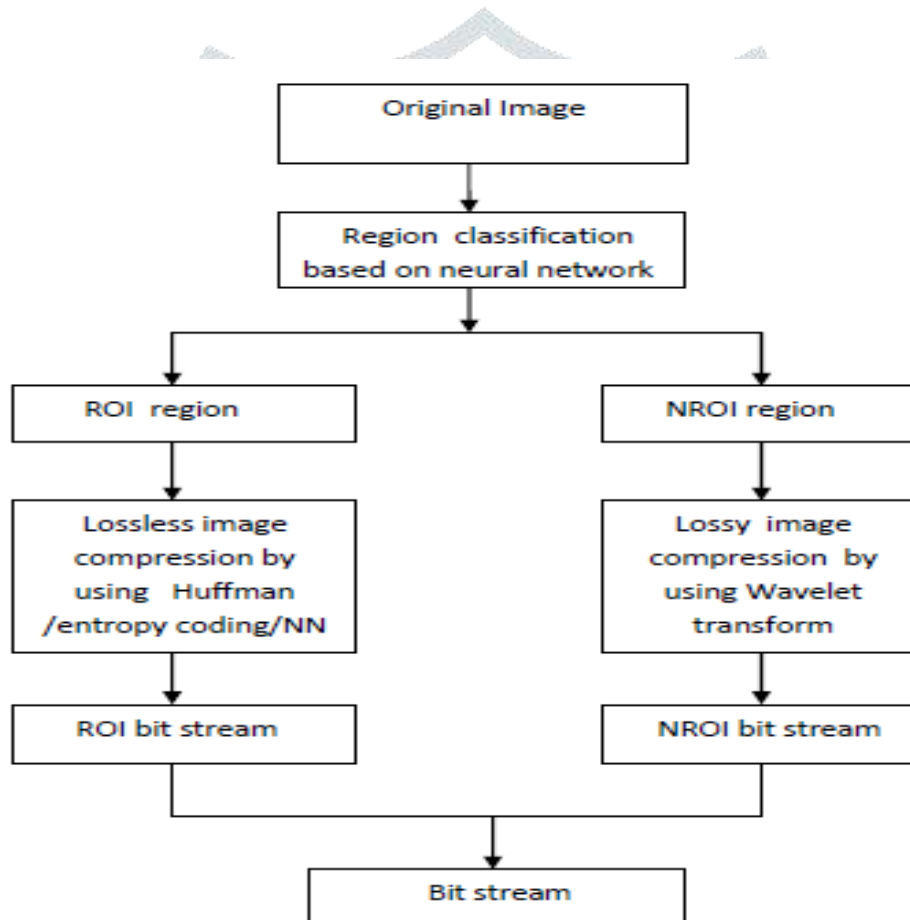 Original Image
Region classification
based on neural network
ROI region
NROI region
Lossless image
compression by
using Huffman
/entropy coding/NN
Lossy image
compression by
using Wavelet
transform
ROI bit stream
NROI bit stream
Bit stream